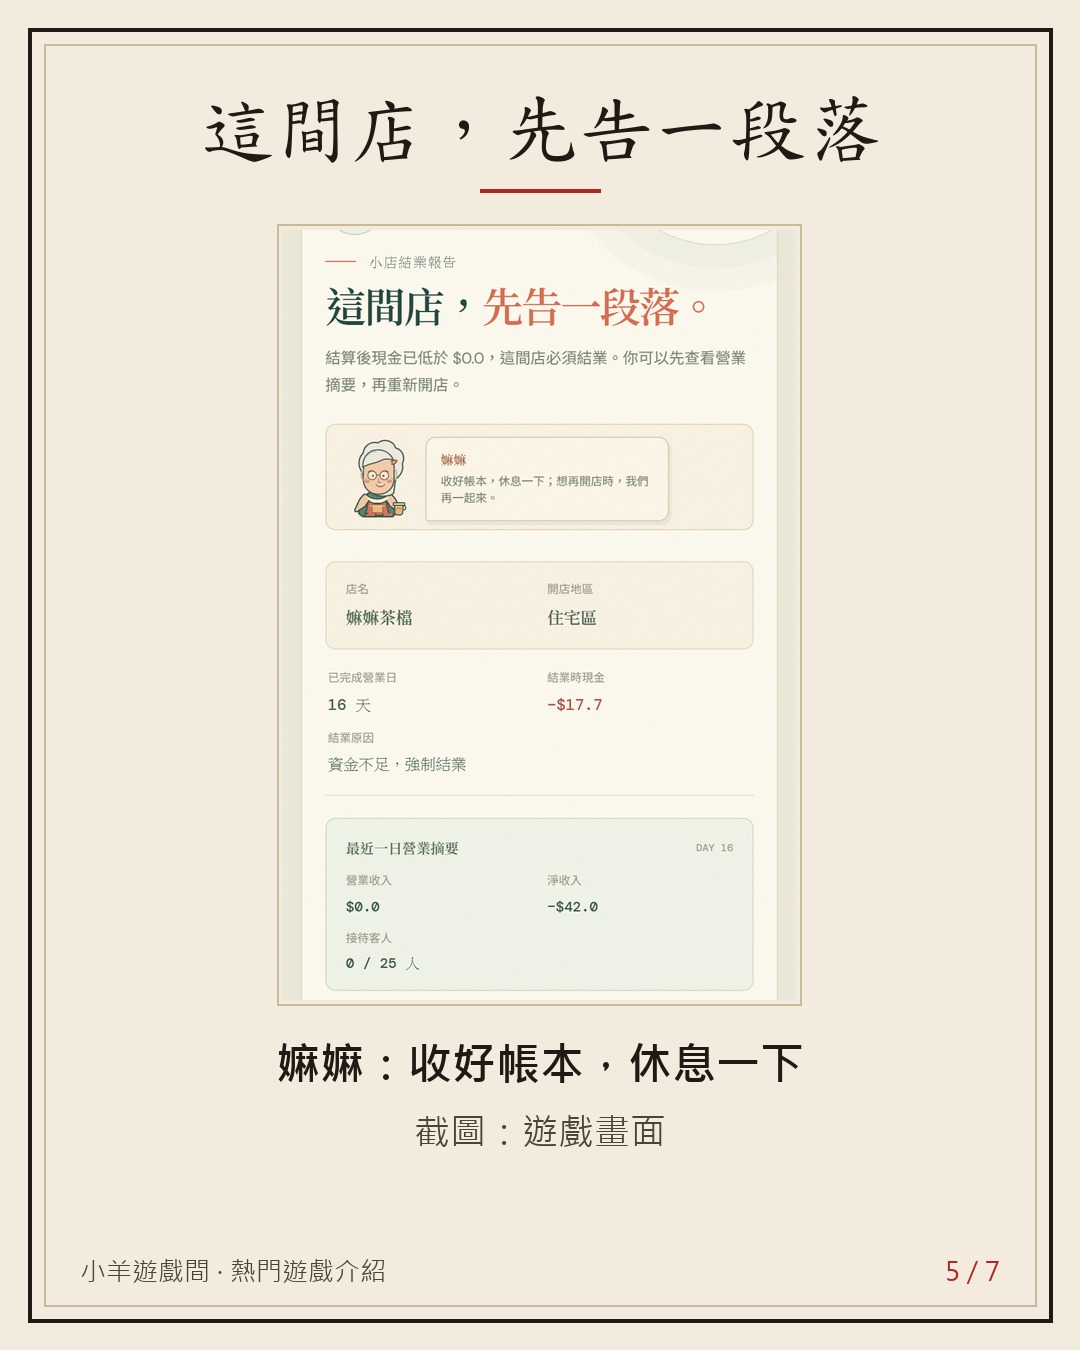 這間店，先告一段落
小店結業報告
這間店，先告一段落。
結算後現金已低於 $0.0，這間店必須結業。你可以先查看營業
摘要，再重新開店。
嫲嫲
收好帳本，休息一下；想再開店時，我們
再一起來。
店名
開店地區
嫲嫲茶檔
住宅區
已完成營業日
結業時現金
16 天
-$17.7
結業原因
資金不足，強制結業
最近一日營業摘要
DAY 16
營業收入
淨收入
$0.0
-$42.0
接待客人
0 / 25 人
嫲嫲：收好帳本，休息一下
截圖：遊戲畫面
小羊遊戲間 · 熱門遊戲介紹
5 / 7